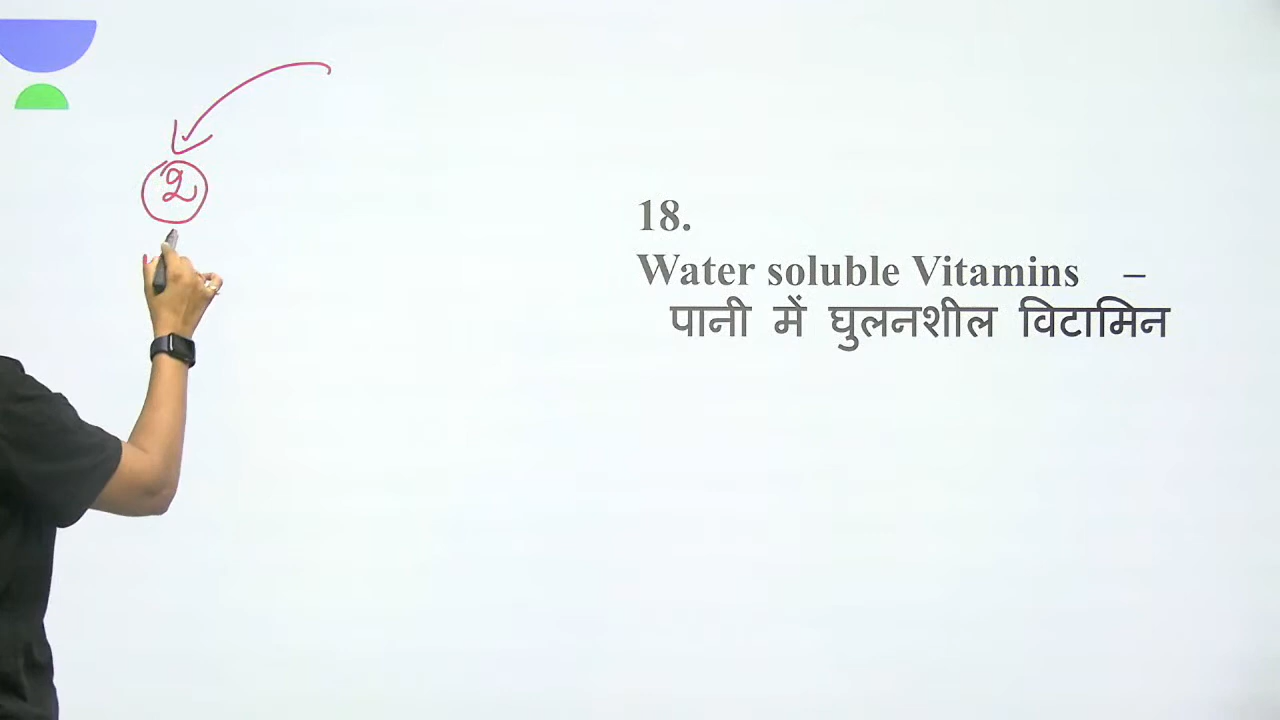 2
18.
Water soluble Vitamins –
पानी में घुलनशील विटामिन